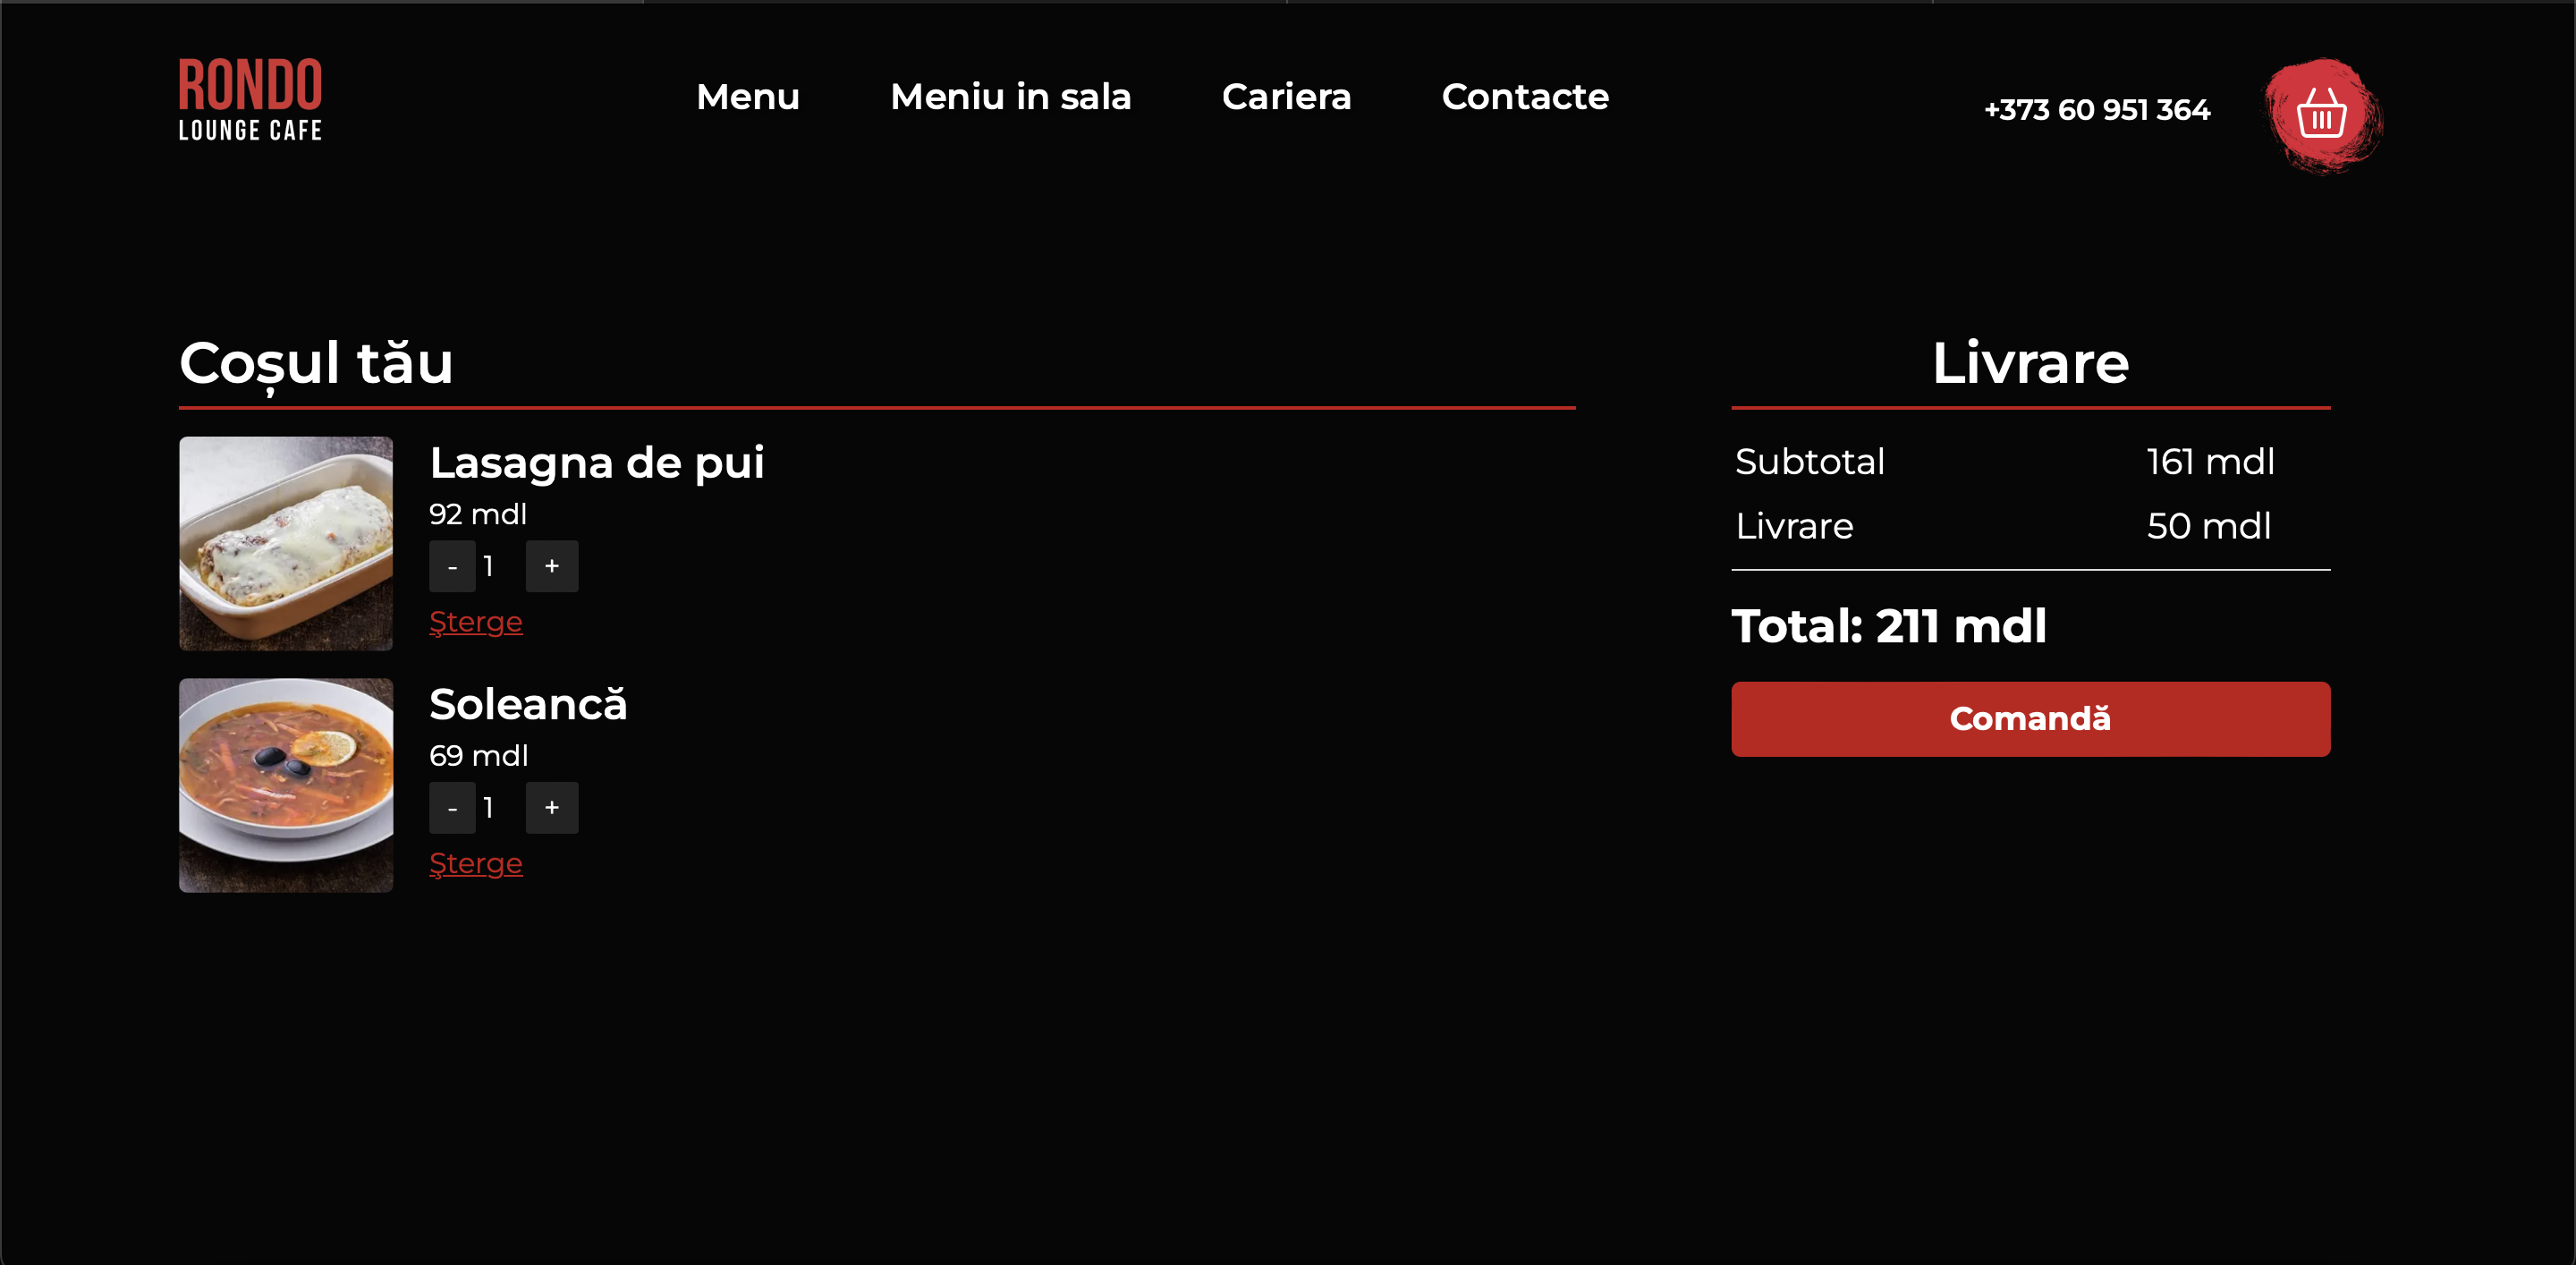 RONDO
LOUNGE CAFE
Menu
Meniu in sala
Cariera
Contacte
+373 60 951 364
Coșul tău
Lasagna de pui
92 mdl
- 1 +
Şterge
Soleancă
69 mdl
- 1 +
Şterge
Livrare
Subtotal 161 mdl
Livrare 50 mdl
Total: 211 mdl
Comandă